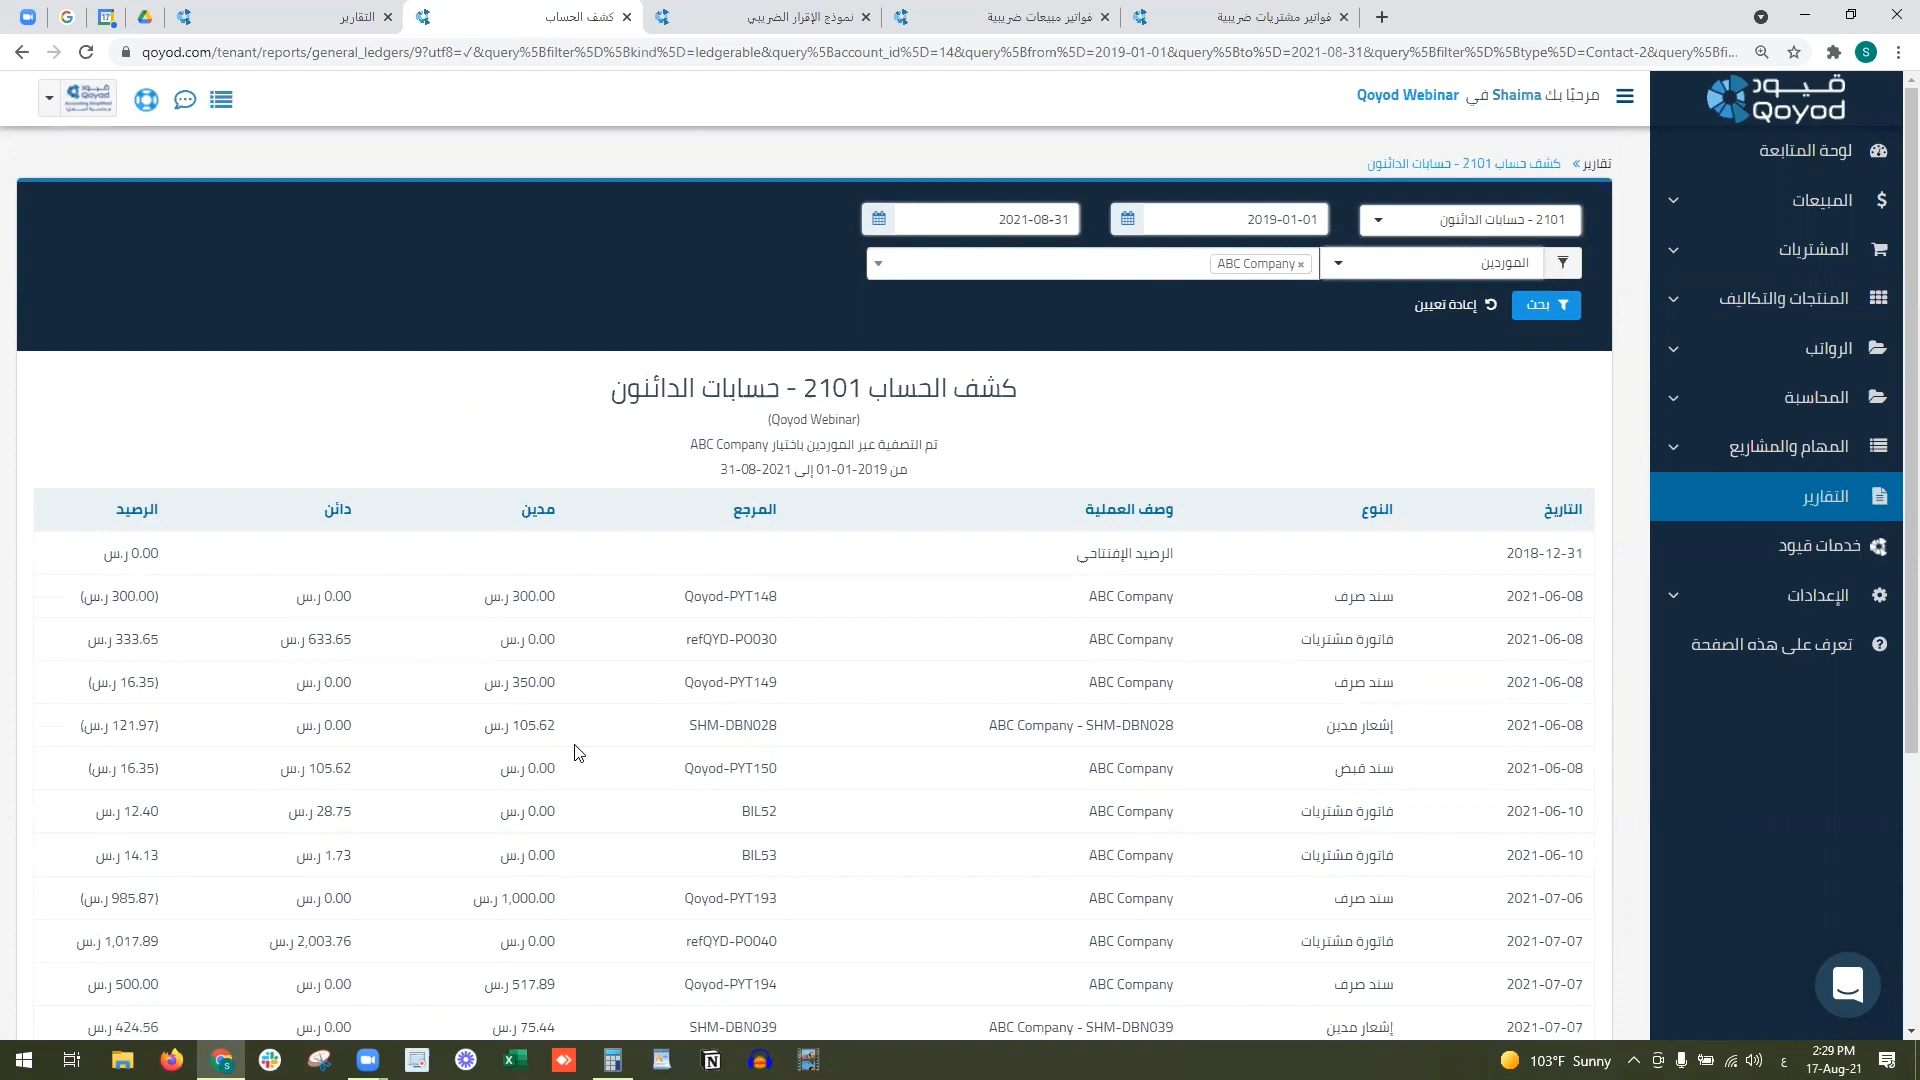 التقارير
كشف الحساب
نموذج الإقرار الضريبي
فواتير مبيعات ضريبية
فواتير مشتريات ضريبية
qoyod.com/tenant/reports/general_ledgers/9?utf8=✓&query%5Bfilter%5D%5Bkind%5D=ledgerable&query%5Baccount_id%5D=14&query%5Bfrom%5D=2019-01-01&query%5Bto%5D=2021-08-31&query%5Bfilter%5D%5Btype%5D=Contact-2&query%5Bfi...
مرحبًا بك Shaima في Qoyod Webinar
قيود
Qoyod
لوحة المتابعة
المبيعات
المشتريات
المنتجات والتكاليف
الرواتب
المحاسبة
المهام والمشاريع
التقارير
خدمات قيود
الإعدادات
تعرف على هذه الصفحة
تقارير » كشف حساب 2101 - حسابات الدائنون
2101 - حسابات الدائنون
2019-01-01
2021-08-31
الموردين
ABC Company ×
بحث
إعادة تعيين
كشف الحساب 2101 - حسابات الدائنون
(Qoyod Webinar)
تم التصفية عبر الموردين باختيار ABC Company
من 2019-01-01 إلى 2021-08-31
التاريخ النوع وصف العملية المرجع مدين دائن الرصيد
2018-12-31 الرصيد الإفتتاحي 0.00 ر.س
2021-06-08 سند صرف ABC Company Qoyod-PYT148 300.00 ر.س 0.00 ر.س (300.00 ر.س)
2021-06-08 فاتورة مشتريات ABC Company refQYD-PO030 0.00 ر.س 633.65 ر.س 333.65 ر.س
2021-06-08 سند صرف ABC Company Qoyod-PYT149 350.00 ر.س 0.00 ر.س (16.35 ر.س)
2021-06-08 إشعار مدين ABC Company - SHM-DBN028 SHM-DBN028 105.62 ر.س 0.00 ر.س (121.97 ر.س)
2021-06-08 سند قبض ABC Company Qoyod-PYT150 0.00 ر.س 105.62 ر.س (16.35 ر.س)
2021-06-10 فاتورة مشتريات ABC Company BIL52 0.00 ر.س 28.75 ر.س 12.40 ر.س
2021-06-10 فاتورة مشتريات ABC Company BIL53 0.00 ر.س 1.73 ر.س 14.13 ر.س
2021-07-06 سند صرف ABC Company Qoyod-PYT193 1,000.00 ر.س 0.00 ر.س (985.87 ر.س)
2021-07-07 فاتورة مشتريات ABC Company refQYD-PO040 0.00 ر.س 2,003.76 ر.س 1,017.89 ر.س
2021-07-07 سند صرف ABC Company Qoyod-PYT194 517.89 ر.س 0.00 ر.س 500.00 ر.س
2021-07-07 إشعار مدين ABC Company - SHM-DBN039 SHM-DBN039 75.44 ر.س 0.00 ر.س 424.56 ر.س
103°F Sunny
ع
2:29 PM
17-Aug-21